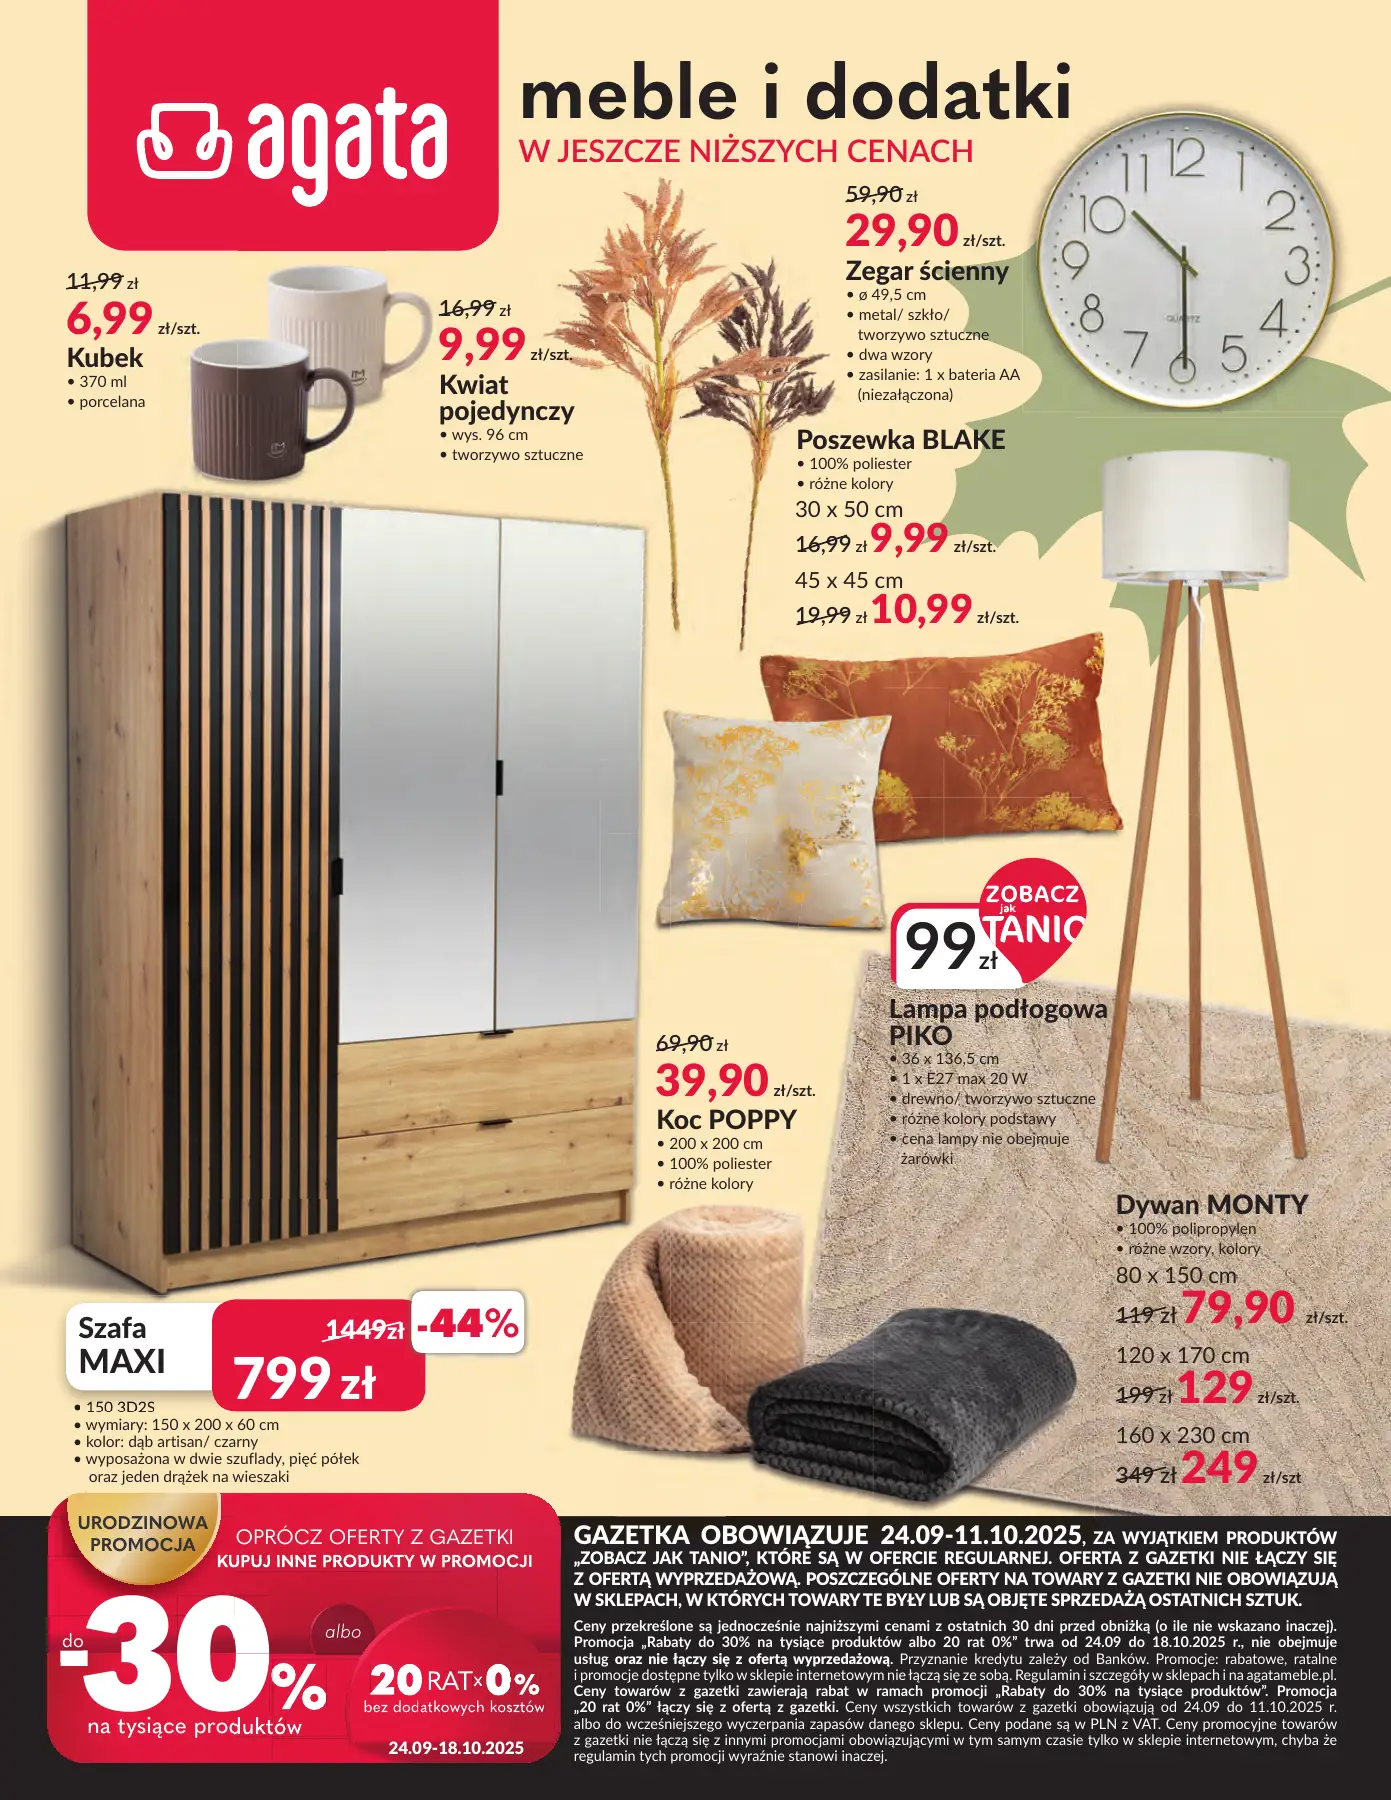 agata
meble i dodatki
W JESZCZE NIŻSZYCH CENACH
11,99 zł
6,99 zł/szt.
Kubek
• 370 ml
• porcelana
16,99 zł
9,99 zł/szt.
Kwiat
pojedynczy
• wys. 96 cm
• tworzywo sztuczne
59,90 zł
29,90 zł/szt.
Zegar ścienny
• ø 49,5 cm
• metal/ szkło/
tworzywo sztuczne
• dwa wzory
• zasilanie: 1 x bateria AA
(niezałączona)
12
1
2
3
4
5
7
8
9
10
11
QUARTZ
Poszewka BLAKE
• 100% poliester
• różne kolory
30 x 50 cm
16,99 zł 9,99 zł/szt.
45 x 45 cm
19,99 zł 10,99 zł/szt.
ZOBACZ
jak
TANIO
99 zł
Lampa podłogowa
PIKO
• 36 x 136,5 cm
• 1 x E27 max 20 W
• drewno/ tworzywo sztuczne
• różne kolory podstawy
• cena lampy nie obejmuje
żarówki
69,90 zł
39,90 zł/szt.
Koc POPPY
• 200 x 200 cm
• 100% poliester
• różne kolory
Dywan MONTY
• 100% polipropylen
• różne wzory, kolory
80 x 150 cm
119 zł 79,90 zł/szt.
120 x 170 cm
199 zł 129 zł/szt.
160 x 230 cm
349 zł 249 zł/szt
Szafa
MAXI
1449zł
-44%
799 zł
• 150 3D2S
• wymiary: 150 x 200 x 60 cm
• kolor: dąb artisan/ czarny
• wyposażona w dwie szuflady, pięć półek
oraz jeden drążek na wieszaki
URODZINOWA
PROMOCJA
OPRÓCZ OFERTY Z GAZETKI
KUPUJ INNE PRODUKTY W PROMOCJI
do
-30%
na tysiące produktów
albo
20 RAT x 0%
bez dodatkowych kosztów
24.09-18.10.2025
GAZETKA OBOWIĄZUJE 24.09-11.10.2025, ZA WYJĄTKIEM PRODUKTÓW
„ZOBACZ JAK TANIO”, KTÓRE SĄ W OFERCIE REGULARNEJ. OFERTA Z GAZETKI NIE ŁĄCZY SIĘ
Z OFERTĄ WYPRZEDAŻOWĄ. POSZCZEGÓLNE OFERTY NA TOWARY Z GAZETKI NIE OBOWIĄZUJĄ
W SKLEPACH, W KTÓRYCH TOWARY TE BYŁY LUB SĄ OBJĘTE SPRZEDAŻĄ OSTATNICH SZTUK.
Ceny przekreślone są jednocześnie najniższymi cenami z ostatnich 30 dni przed obniżką (o ile nie wskazano inaczej).
Promocja „Rabaty do 30% na tysiące produktów albo 20 rat 0%” trwa od 24.09 do 18.10.2025 r., nie obejmuje
usług oraz nie łączy się z ofertą wyprzedażową. Przyznanie kredytu zależy od Banków. Promocje: rabatowe, ratalne
i promocje dostępne tylko w sklepie internetowym nie łączą się ze sobą. Regulamin i szczegóły w sklepach i na agatameble.pl.
Ceny towarów z gazetki zawierają rabat w ramach promocji „Rabaty do 30% na tysiące produktów”. Promocja
„20 rat 0%” łączy się z ofertą z gazetki. Ceny wszystkich towarów z gazetki obowiązują od 24.09 do 11.10.2025 r.
albo do wcześniejszego wyczerpania zapasów danego sklepu. Ceny podane są w PLN z VAT. Ceny promocyjne towarów
z gazetki nie łączą się z innymi promocjami obowiązującymi w tym samym czasie tylko w sklepie internetowym, chyba że
regulamin tych promocji wyraźnie stanowi inaczej.